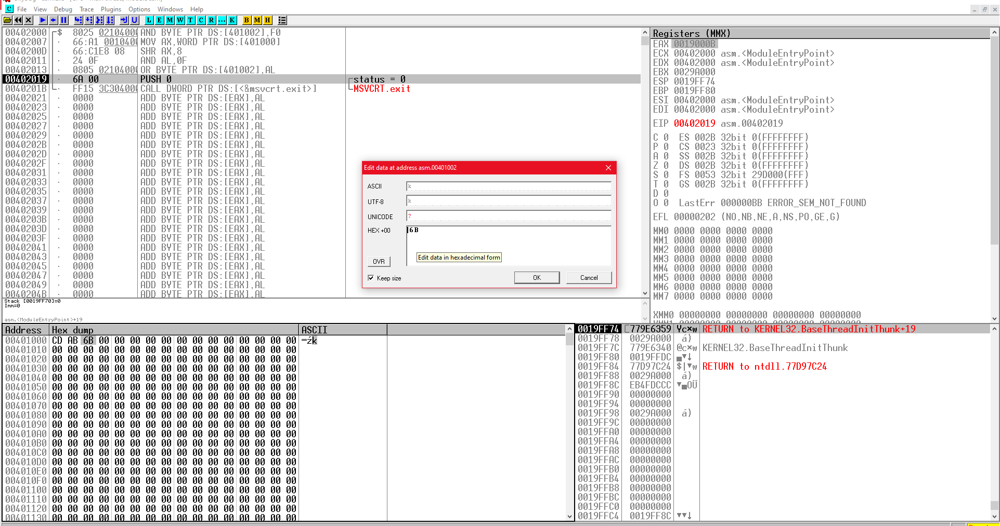 File View Debug Trace Plugins Options Windows Help
L E M W T C R ... K B M H
00402000 $ 8025 02104000 AND BYTE PTR DS:[401002],F0
00402007 · 66:A1 00104000 MOV AX,WORD PTR DS:[401000]
0040200D · 66:C1E8 08 SHR AX,8
00402011 · 24 0F AND AL,0F
00402013 · 0805 02104000 OR BYTE PTR DS:[401002],AL
00402019 · 6A 00 PUSH 0 status = 0
0040201B · FF15 3C304000 CALL DWORD PTR DS:[<&msvcrt.exit>] MSVCRT.exit
00402021 · 0000 ADD BYTE PTR DS:[EAX],AL
00402023 · 0000 ADD BYTE PTR DS:[EAX],AL
00402025 · 0000 ADD BYTE PTR DS:[EAX],AL
00402027 · 0000 ADD BYTE PTR DS:[EAX],AL
00402029 · 0000 ADD BYTE PTR DS:[EAX],AL
0040202B · 0000 ADD BYTE PTR DS:[EAX],AL
0040202D · 0000 ADD BYTE PTR DS:[EAX],AL
0040202F · 0000 ADD BYTE PTR DS:[EAX],AL
00402031 · 0000 ADD BYTE PTR DS:[EAX],AL
00402033 · 0000 ADD BYTE PTR DS:[EAX],AL
00402035 · 0000 ADD BYTE PTR DS:[EAX],AL
00402037 · 0000 ADD BYTE PTR DS:[EAX],AL
00402039 · 0000 ADD BYTE PTR DS:[EAX],AL
0040203B · 0000 ADD BYTE PTR DS:[EAX],AL
0040203D · 0000 ADD BYTE PTR DS:[EAX],AL
0040203F · 0000 ADD BYTE PTR DS:[EAX],AL
00402041 · 0000 ADD BYTE PTR DS:[EAX],AL
00402043 · 0000 ADD BYTE PTR DS:[EAX],AL
00402045 · 0000 ADD BYTE PTR DS:[EAX],AL
00402047 · 0000 ADD BYTE PTR DS:[EAX],AL
00402049 · 0000 ADD BYTE PTR DS:[EAX],AL
0040204B · 0000 ADD BYTE PTR DS:[EAX],AL
Stack [0019FF70]=0
Imm=0
asm.<ModuleEntryPoint>+19
Registers (MMX)
EAX 0019000B
ECX 00402000 asm.<ModuleEntryPoint>
EDX 00402000 asm.<ModuleEntryPoint>
EBX 0029A000
ESP 0019FF74
EBP 0019FF80
ESI 00402000 asm.<ModuleEntryPoint>
EDI 00402000 asm.<ModuleEntryPoint>
EIP 00402019 asm.00402019
C 0 ES 002B 32bit 0(FFFFFFFF)
P 0 CS 0023 32bit 0(FFFFFFFF)
A 0 SS 002B 32bit 0(FFFFFFFF)
Z 0 DS 002B 32bit 0(FFFFFFFF)
S 0 FS 0053 32bit 29D000(FFF)
T 0 GS 002B 32bit 0(FFFFFFFF)
D 0
O 0 LastErr 000000BB ERROR_SEM_NOT_FOUND
EFL 00000202 (NO,NB,NE,A,NS,PO,GE,G)
MM0 0000 0000 0000 0000
MM1 0000 0000 0000 0000
MM2 0000 0000 0000 0000
MM3 0000 0000 0000 0000
MM4 0000 0000 0000 0000
MM5 0000 0000 0000 0000
MM6 0000 0000 0000 0000
MM7 0000 0000 0000 0000
XMM0 00000000 00000000 00000000 00000000
Edit data at address asm.00401002
ASCII k
UTF-8 k
UNICODE ?
HEX +00 6B
Edit data in hexadecimal form
OVR
Keep size OK Cancel
Address Hex dump ASCII
00401000 CD AB 6B 00 00 00 00 00 00 00 00 00 00 00 00 00 =źk
00401010 00 00 00 00 00 00 00 00 00 00 00 00 00 00 00 00
00401020 00 00 00 00 00 00 00 00 00 00 00 00 00 00 00 00
00401030 00 00 00 00 00 00 00 00 00 00 00 00 00 00 00 00
00401040 00 00 00 00 00 00 00 00 00 00 00 00 00 00 00 00
00401050 00 00 00 00 00 00 00 00 00 00 00 00 00 00 00 00
00401060 00 00 00 00 00 00 00 00 00 00 00 00 00 00 00 00
00401070 00 00 00 00 00 00 00 00 00 00 00 00 00 00 00 00
00401080 00 00 00 00 00 00 00 00 00 00 00 00 00 00 00 00
00401090 00 00 00 00 00 00 00 00 00 00 00 00 00 00 00 00
004010A0 00 00 00 00 00 00 00 00 00 00 00 00 00 00 00 00
004010B0 00 00 00 00 00 00 00 00 00 00 00 00 00 00 00 00
004010C0 00 00 00 00 00 00 00 00 00 00 00 00 00 00 00 00
004010D0 00 00 00 00 00 00 00 00 00 00 00 00 00 00 00 00
004010E0 00 00 00 00 00 00 00 00 00 00 00 00 00 00 00 00
004010F0 00 00 00 00 00 00 00 00 00 00 00 00 00 00 00 00
00401100 00 00 00 00 00 00 00 00 00 00 00 00 00 00 00 00
00401110 00 00 00 00 00 00 00 00 00 00 00 00 00 00 00 00
00401120 00 00 00 00 00 00 00 00 00 00 00 00 00 00 00 00
00401130 00 00 00 00 00 00 00 00 00 00 00 00 00 00 00 00
0019FF74 779E6359 Yc×w RETURN to KERNEL32.BaseThreadInitThunk+19
0019FF78 0029A000 á)
0019FF7C 779E6340 @c×w KERNEL32.BaseThreadInitThunk
0019FF80 0019FFDC ▄▼↓
0019FF84 77D97C24 $|▼w RETURN to ntdll.77D97C24
0019FF88 0029A000 á)
0019FF8C EB4FDCCC ▼▄OŰ
0019FF90 00000000
0019FF94 00000000
0019FF98 0029A000 á)
0019FF9C 00000000
0019FFA0 00000000
0019FFA4 00000000
0019FFA8 00000000
0019FFAC 00000000
0019FFB0 00000000
0019FFB4 00000000
0019FFB8 00000000
0019FFBC 00000000
0019FFC0 00000000
0019FFC4 0019FF8C ▼▼↓